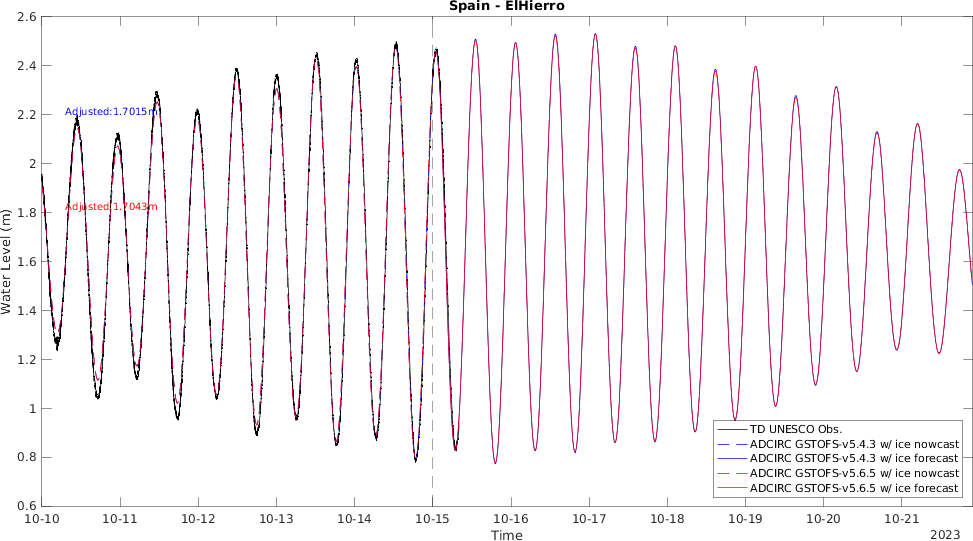 Spain - ElHierro
2.6
2.4
2.2
2
1.8
1.6
1.4
1.2
1
0.8
0.6
Water Level (m)
Adjusted:1.7015m
Adjusted:1.7043m
TD UNESCO Obs.
ADCIRC GSTOFS-v5.4.3 w/ ice nowcast
ADCIRC GSTOFS-v5.4.3 w/ ice forecast
ADCIRC GSTOFS-v5.6.5 w/ ice nowcast
ADCIRC GSTOFS-v5.6.5 w/ ice forecast
10-10 10-11 10-12 10-13 10-14 10-15 10-16 10-17 10-18 10-19 10-20 10-21
Time
2023